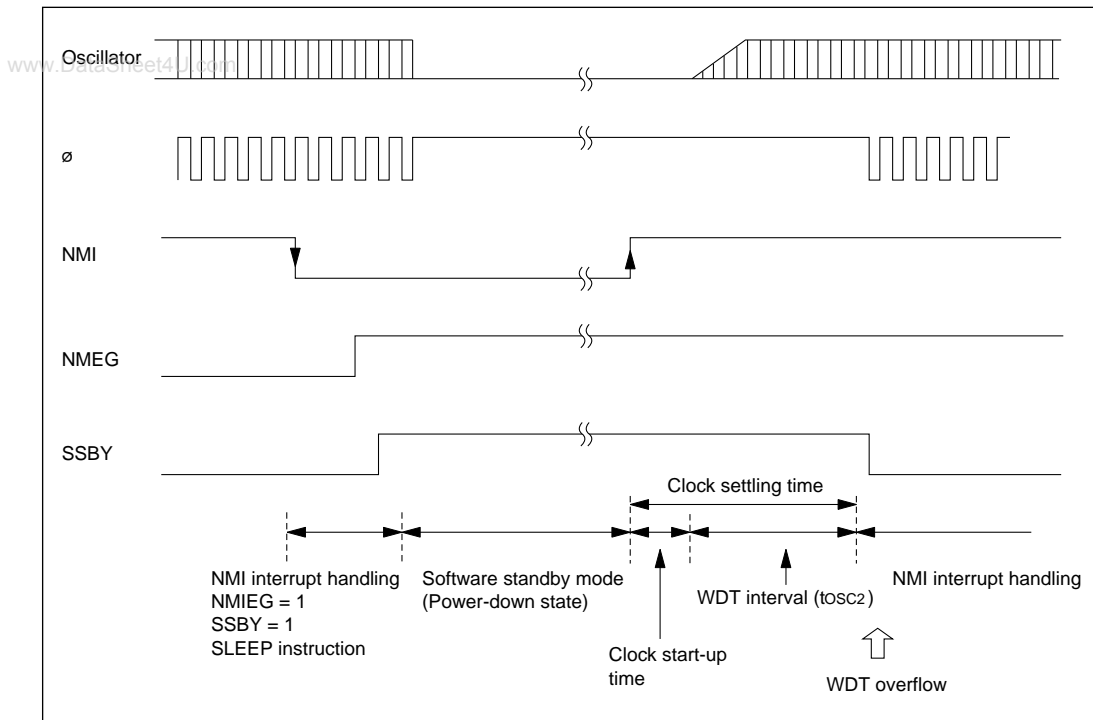 Oscillator
www.DataSheet4U.com
ø
NMI
NMEG
SSBY
Clock settling time
NMI interrupt handling
NMIEG = 1
SSBY = 1
SLEEP instruction
Software standby mode
(Power-down state)
Clock start-up
time
WDT interval (tOSC2)
WDT overflow
NMI interrupt handling